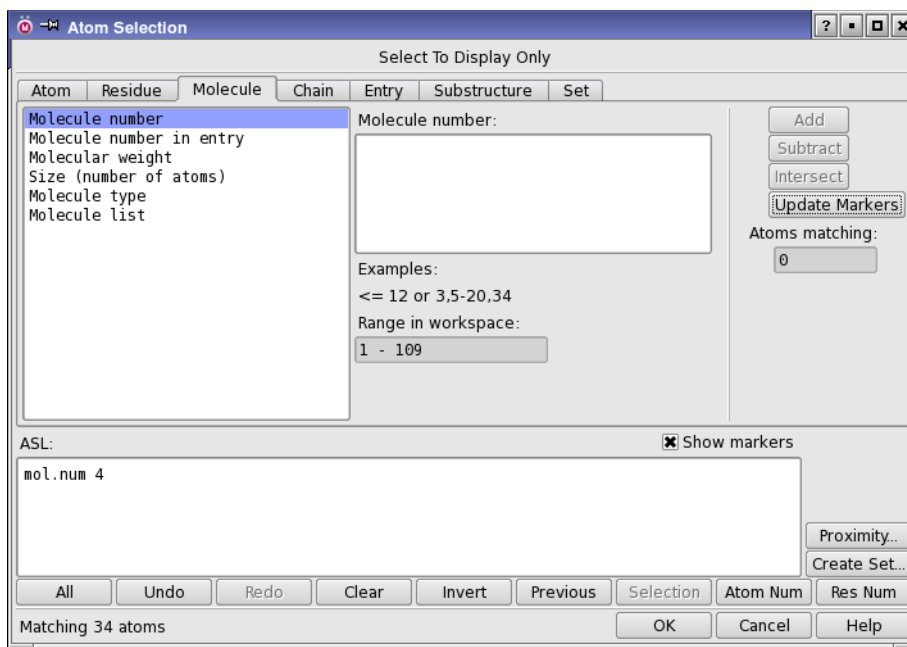 Atom Selection
Select To Display Only
Atom Residue Molecule Chain Entry Substructure Set
Molecule number
Molecule number in entry
Molecular weight
Size (number of atoms)
Molecule type
Molecule list
Molecule number:
Examples:
<= 12 or 3,5-20,34
Range in workspace:
1 - 109
Add
Subtract
Intersect
Update Markers
Atoms matching:
0
ASL:
Show markers
mol.num 4
Proximity...
Create Set...
All Undo Redo Clear Invert Previous Selection Atom Num Res Num
Matching 34 atoms
OK Cancel Help